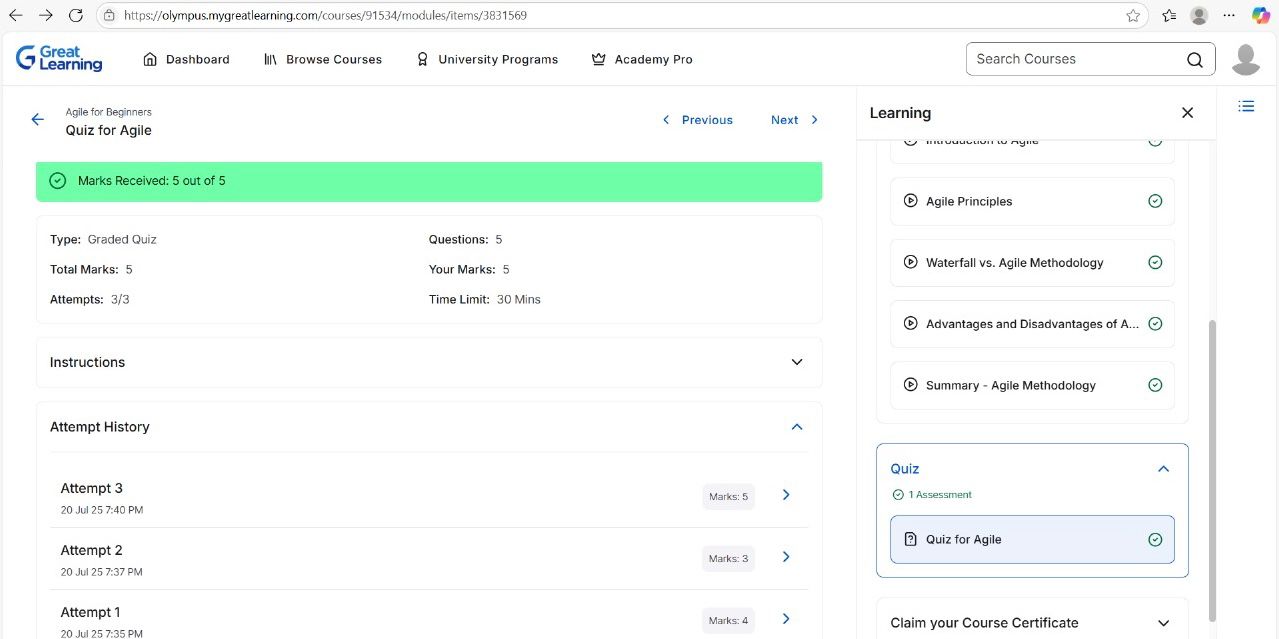 https://olympus.mygreatlearning.com/courses/91534/modules/items/3831569
Great Learning
Dashboard
Browse Courses
University Programs
Academy Pro
Search Courses
Agile for Beginners
Quiz for Agile
Previous
Next
Marks Received: 5 out of 5
Type: Graded Quiz
Questions: 5
Total Marks: 5
Your Marks: 5
Attempts: 3/3
Time Limit: 30 Mins
Instructions
Attempt History
Attempt 3
20 Jul 25 7:40 PM
Marks: 5
Attempt 2
20 Jul 25 7:37 PM
Marks: 3
Attempt 1
20 Jul 25 7:35 PM
Marks: 4
Learning
Introduction to Agile
Agile Principles
Waterfall vs. Agile Methodology
Advantages and Disadvantages of A...
Summary - Agile Methodology
Quiz
1 Assessment
Quiz for Agile
Claim your Course Certificate